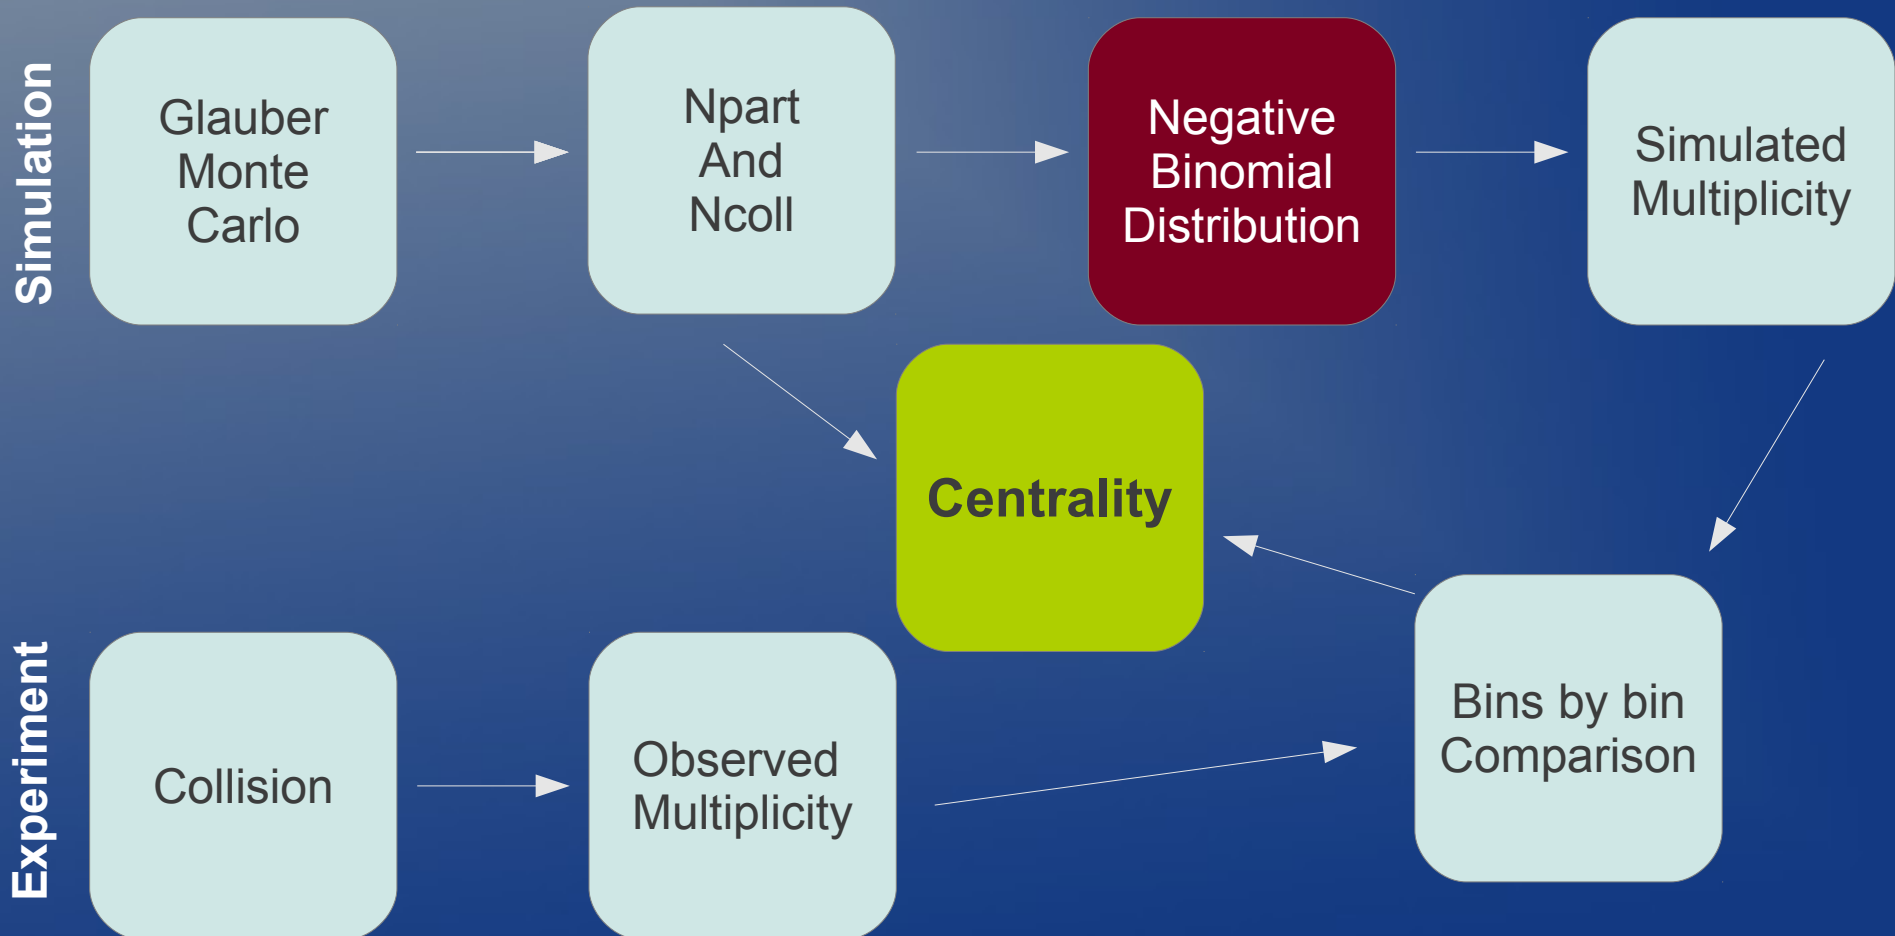 Simulation
Glauber
Monte
Carlo
Npart
And
Ncoll
Negative
Binomial
Distribution
Simulated
Multiplicity
Centrality
Experiment
Collision
Observed
Multiplicity
Bins by bin
Comparison